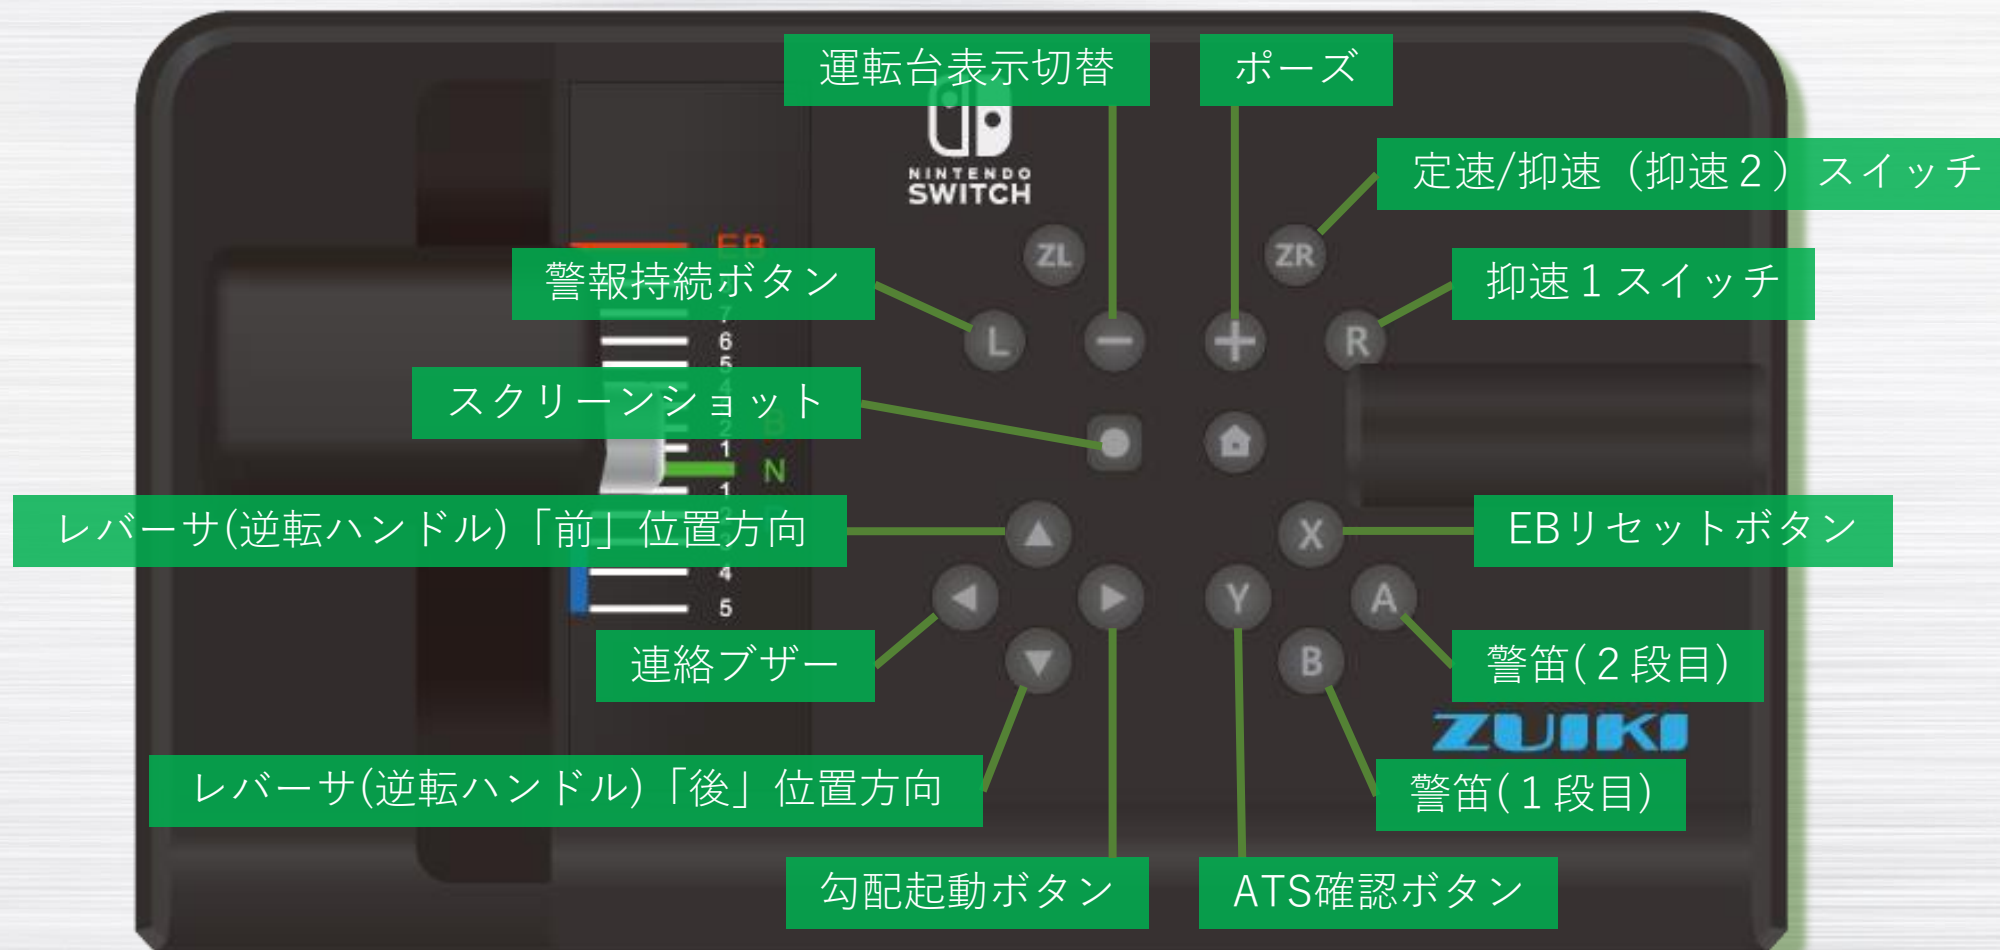 運転台表示切替
ポーズ
NINTENDO
SWITCH
定速/抑速（抑速２）スイッチ
EB
ZL
ZR
警報持続ボタン
抑速１スイッチ
7
L
R
6
5
スクリーンショット
4
2
B
1
N
1
レバーサ(逆転ハンドル)「前」位置方向
X
EBリセットボタン
4
Y
A
5
連絡ブザー
B
警笛(２段目)
ZUIKI
レバーサ(逆転ハンドル)「後」位置方向
警笛(１段目)
勾配起動ボタン
ATS確認ボタン